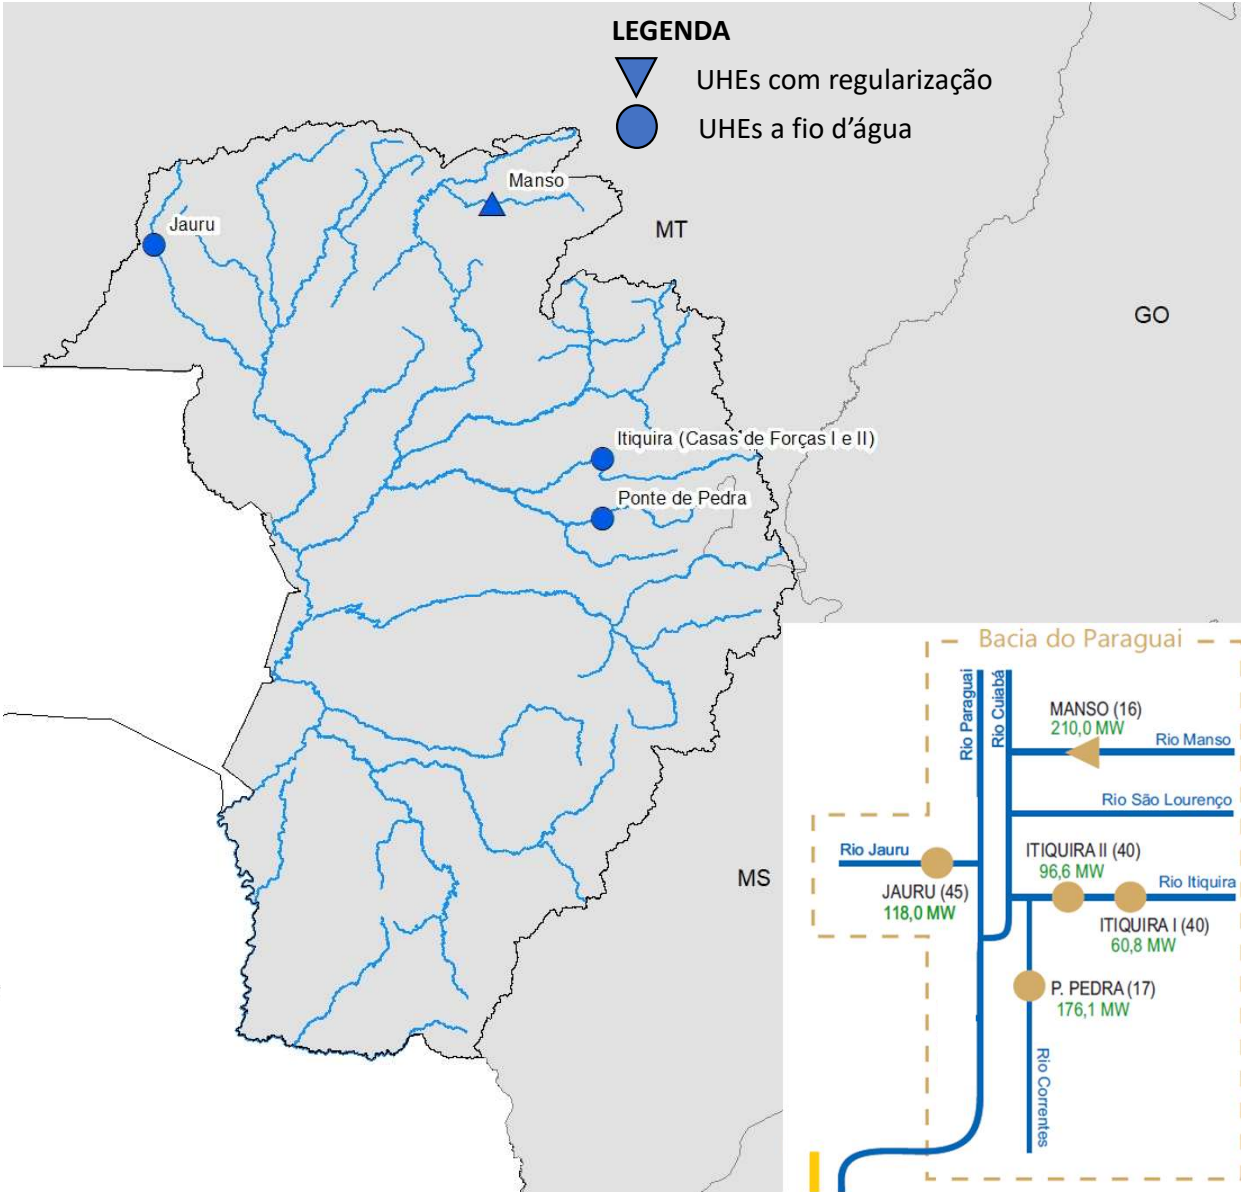 LEGENDA
UHEs com regularização
UHEs a fio d’água
Manso
Jauru
MT
GO
Itiquira (Casas de Forças I e II)
Ponte de Pedra
MS
Bacia do Paraguai
Rio Paraguai
Rio Cuiabá
MANSO (16)
210,0 MW
Rio Manso
Rio São Lourenço
Rio Jauru
JAURU (45)
118,0 MW
ITIQUIRA II (40)
96,6 MW
Rio Itiquira
ITIQUIRA I (40)
60,8 MW
P. PEDRA (17)
176,1 MW
Rio Correntes